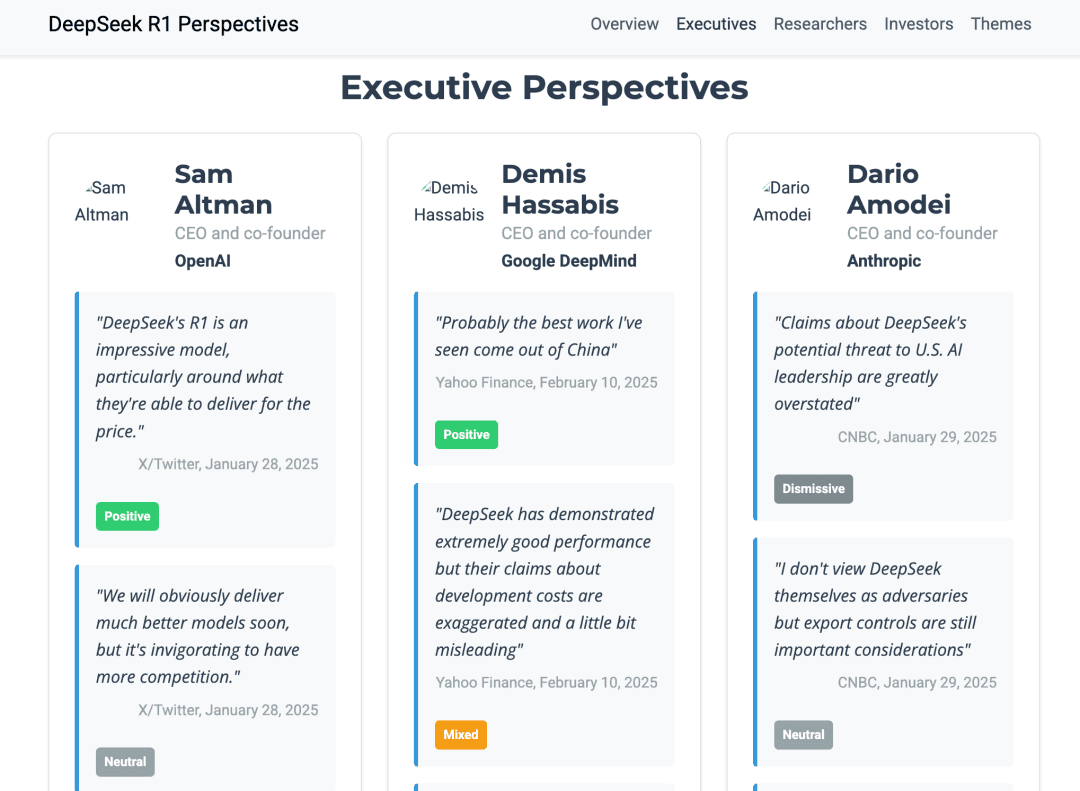 DeepSeek R1 Perspectives
Overview
Executives
Researchers
Investors
Themes
Executive Perspectives
Sam
Altman
Sam
Altman
CEO and co-founder
OpenAI
"DeepSeek's R1 is an
impressive model,
particularly around what
they're able to deliver for the
price."
X/Twitter, January 28, 2025
Positive
"We will obviously deliver
much better models soon,
but it's invigorating to have
more competition."
X/Twitter, January 28, 2025
Neutral
Demis
Hassabis
Demis
Hassabis
CEO and co-founder
Google DeepMind
"Probably the best work I've
seen come out of China"
Yahoo Finance, February 10, 2025
Positive
"DeepSeek has demonstrated
extremely good performance
but their claims about
development costs are
exaggerated and a little bit
misleading"
Yahoo Finance, February 10, 2025
Mixed
Dario
Amodei
Dario
Amodei
CEO and co-founder
Anthropic
"Claims about DeepSeek's
potential threat to U.S. AI
leadership are greatly
overstated"
CNBC, January 29, 2025
Dismissive
"I don't view DeepSeek
themselves as adversaries
but export controls are still
important considerations"
CNBC, January 29, 2025
Neutral